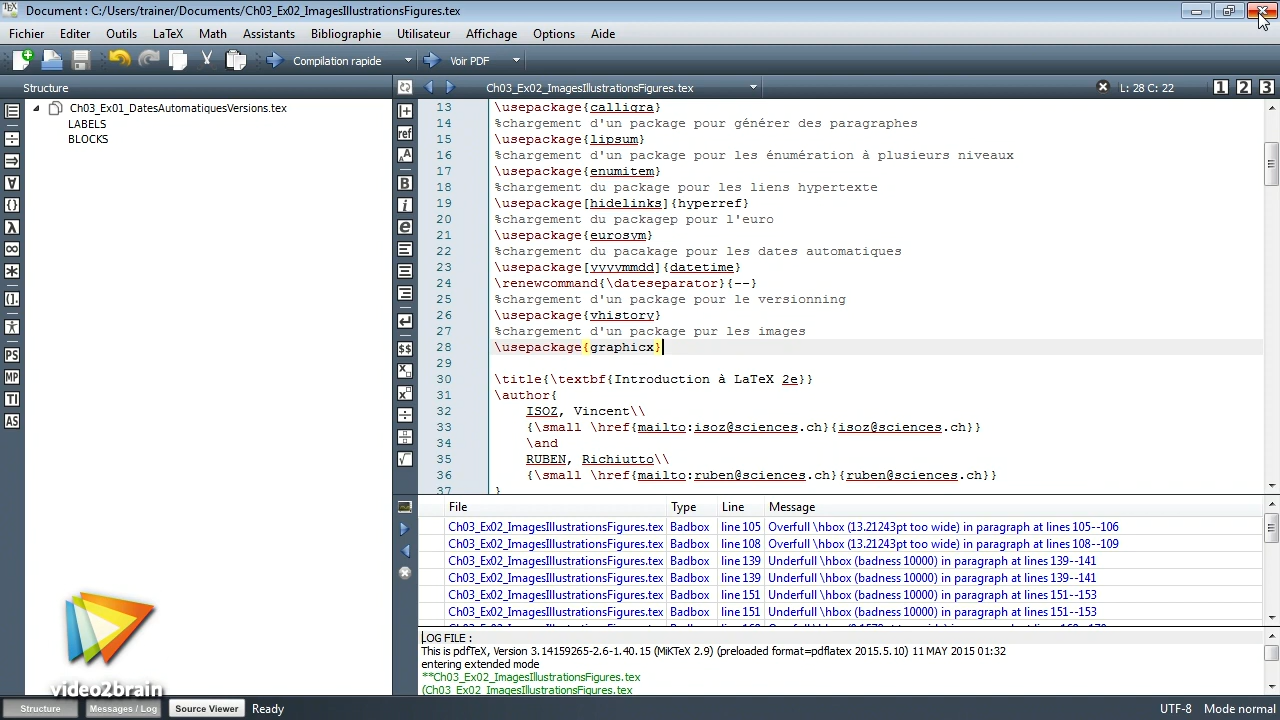 Document : C:/Users/trainer/Documents/Ch03_Ex02_ImagesIllustrationsFigures.tex
Fichier Editer Outils LaTeX Math Assistants Bibliographie Utilisateur Affichage Options Aide
Compilation rapide Voir PDF
Structure Ch03_Ex02_ImagesIllustrationsFigures.tex L: 28 C: 22 1 2 3
Ch03_Ex01_DatesAutomatiquesVersions.tex
LABELS
BLOCKS
13 \usepackage{calligra}
14 %chargement d'un package pour générer des paragraphes
15 \usepackage{lipsum}
16 %chargement d'un package pour les énumération à plusieurs niveaux
17 \usepackage{enumitem}
18 %chargement du package pour les liens hypertexte
19 \usepackage[hidelinks]{hyperref}
20 %chargement du packagep pour l'euro
21 \usepackage{eurosym}
22 %chargement du pacakage pour les dates automatiques
23 \usepackage[yyyymmdd]{datetime}
24 \renewcommand{\dateseparator}{--}
25 %chargement d'un package pour le versionning
26 \usepackage{vhistory}
27 %chargement d'un package pur les images
28 \usepackage{graphicx}
29
30 \title{\textbf{Introduction à LaTeX 2e}}
31 \author{
32 ISOZ, Vincent\\
33 {\small \href{mailto:isoz@sciences.ch}{isoz@sciences.ch}}
34 \and
35 RUBEN, Richiutto\\
36 {\small \href{mailto:ruben@sciences.ch}{ruben@sciences.ch}}
37 }
File Type Line Message
Ch03_Ex02_ImagesIllustrationsFigures.tex Badbox line 105 Overfull \hbox (13.21243pt too wide) in paragraph at lines 105--106
Ch03_Ex02_ImagesIllustrationsFigures.tex Badbox line 108 Overfull \hbox (13.21243pt too wide) in paragraph at lines 108--109
Ch03_Ex02_ImagesIllustrationsFigures.tex Badbox line 139 Underfull \hbox (badness 10000) in paragraph at lines 139--141
Ch03_Ex02_ImagesIllustrationsFigures.tex Badbox line 139 Underfull \hbox (badness 10000) in paragraph at lines 139--141
Ch03_Ex02_ImagesIllustrationsFigures.tex Badbox line 151 Underfull \hbox (badness 10000) in paragraph at lines 151--153
Ch03_Ex02_ImagesIllustrationsFigures.tex Badbox line 151 Underfull \hbox (badness 10000) in paragraph at lines 151--153
LOG FILE :
This is pdfTeX, Version 3.14159265-2.6-1.40.15 (MiKTeX 2.9) (preloaded format=pdflatex 2015.5.10) 11 MAY 2015 01:32
entering extended mode
**Ch03_Ex02_ImagesIllustrationsFigures.tex
(Ch03_Ex02_ImagesIllustrationsFigures.tex
video2brain
Structure Messages / Log Source Viewer Ready UTF-8 Mode normal